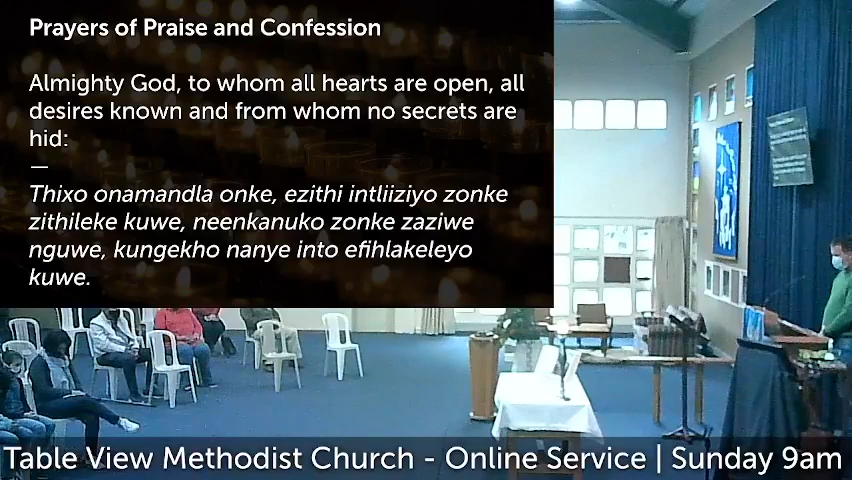 Prayers of Praise and Confession
Almighty God, to whom all hearts are open, all
desires known and from whom no secrets are
hid:
—
Thixo onamandla onke, ezithi intliiziyo zonke
zithileke kuwe, neenkanuko zonke zaziwe
nguwe, kungekho nanye into efihlakeleyo
kuwe.
Table View Methodist Church - Online Service | Sunday 9am